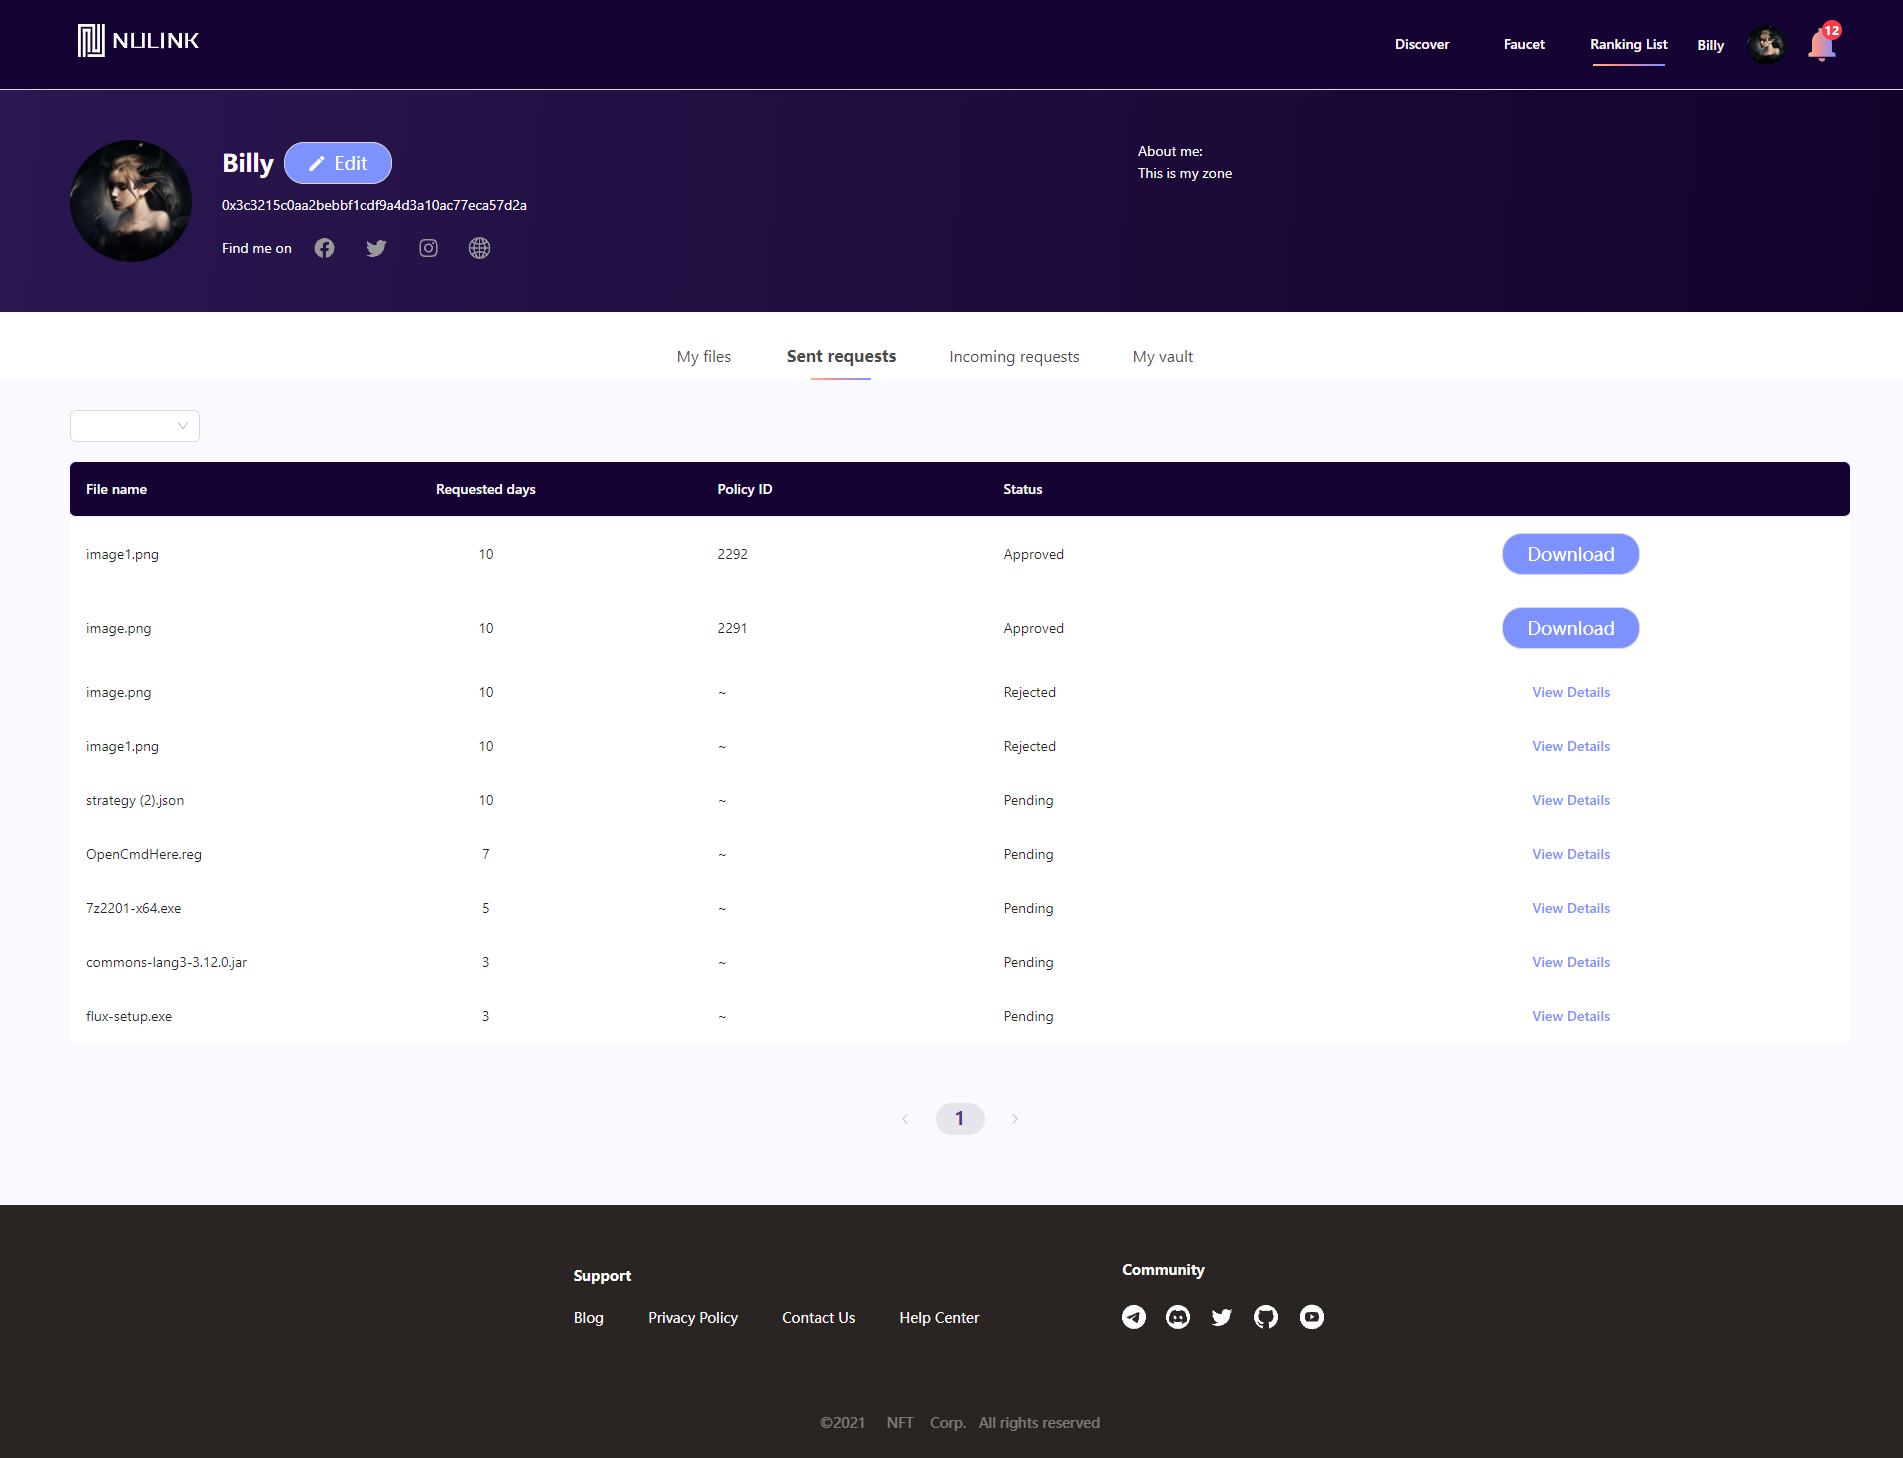 NULINK
Discover Faucet Ranking List Billy 12
Billy Edit
0x3c3215c0aa2bebbf1cdf9a4d3a10ac77eca57d2a
Find me on
About me:
This is my zone
My files Sent requests Incoming requests My vault
File name Requested days Policy ID Status
image1.png 10 2292 Approved Download
image.png 10 2291 Approved Download
image.png 10 ~ Rejected View Details
image1.png 10 ~ Rejected View Details
strategy (2).json 10 ~ Pending View Details
OpenCmdHere.reg 7 ~ Pending View Details
7z2201-x64.exe 5 ~ Pending View Details
commons-lang3-3.12.0.jar 3 ~ Pending View Details
flux-setup.exe 3 ~ Pending View Details
1
Support
Blog Privacy Policy Contact Us Help Center
Community
©2021 NFT Corp. All rights reserved